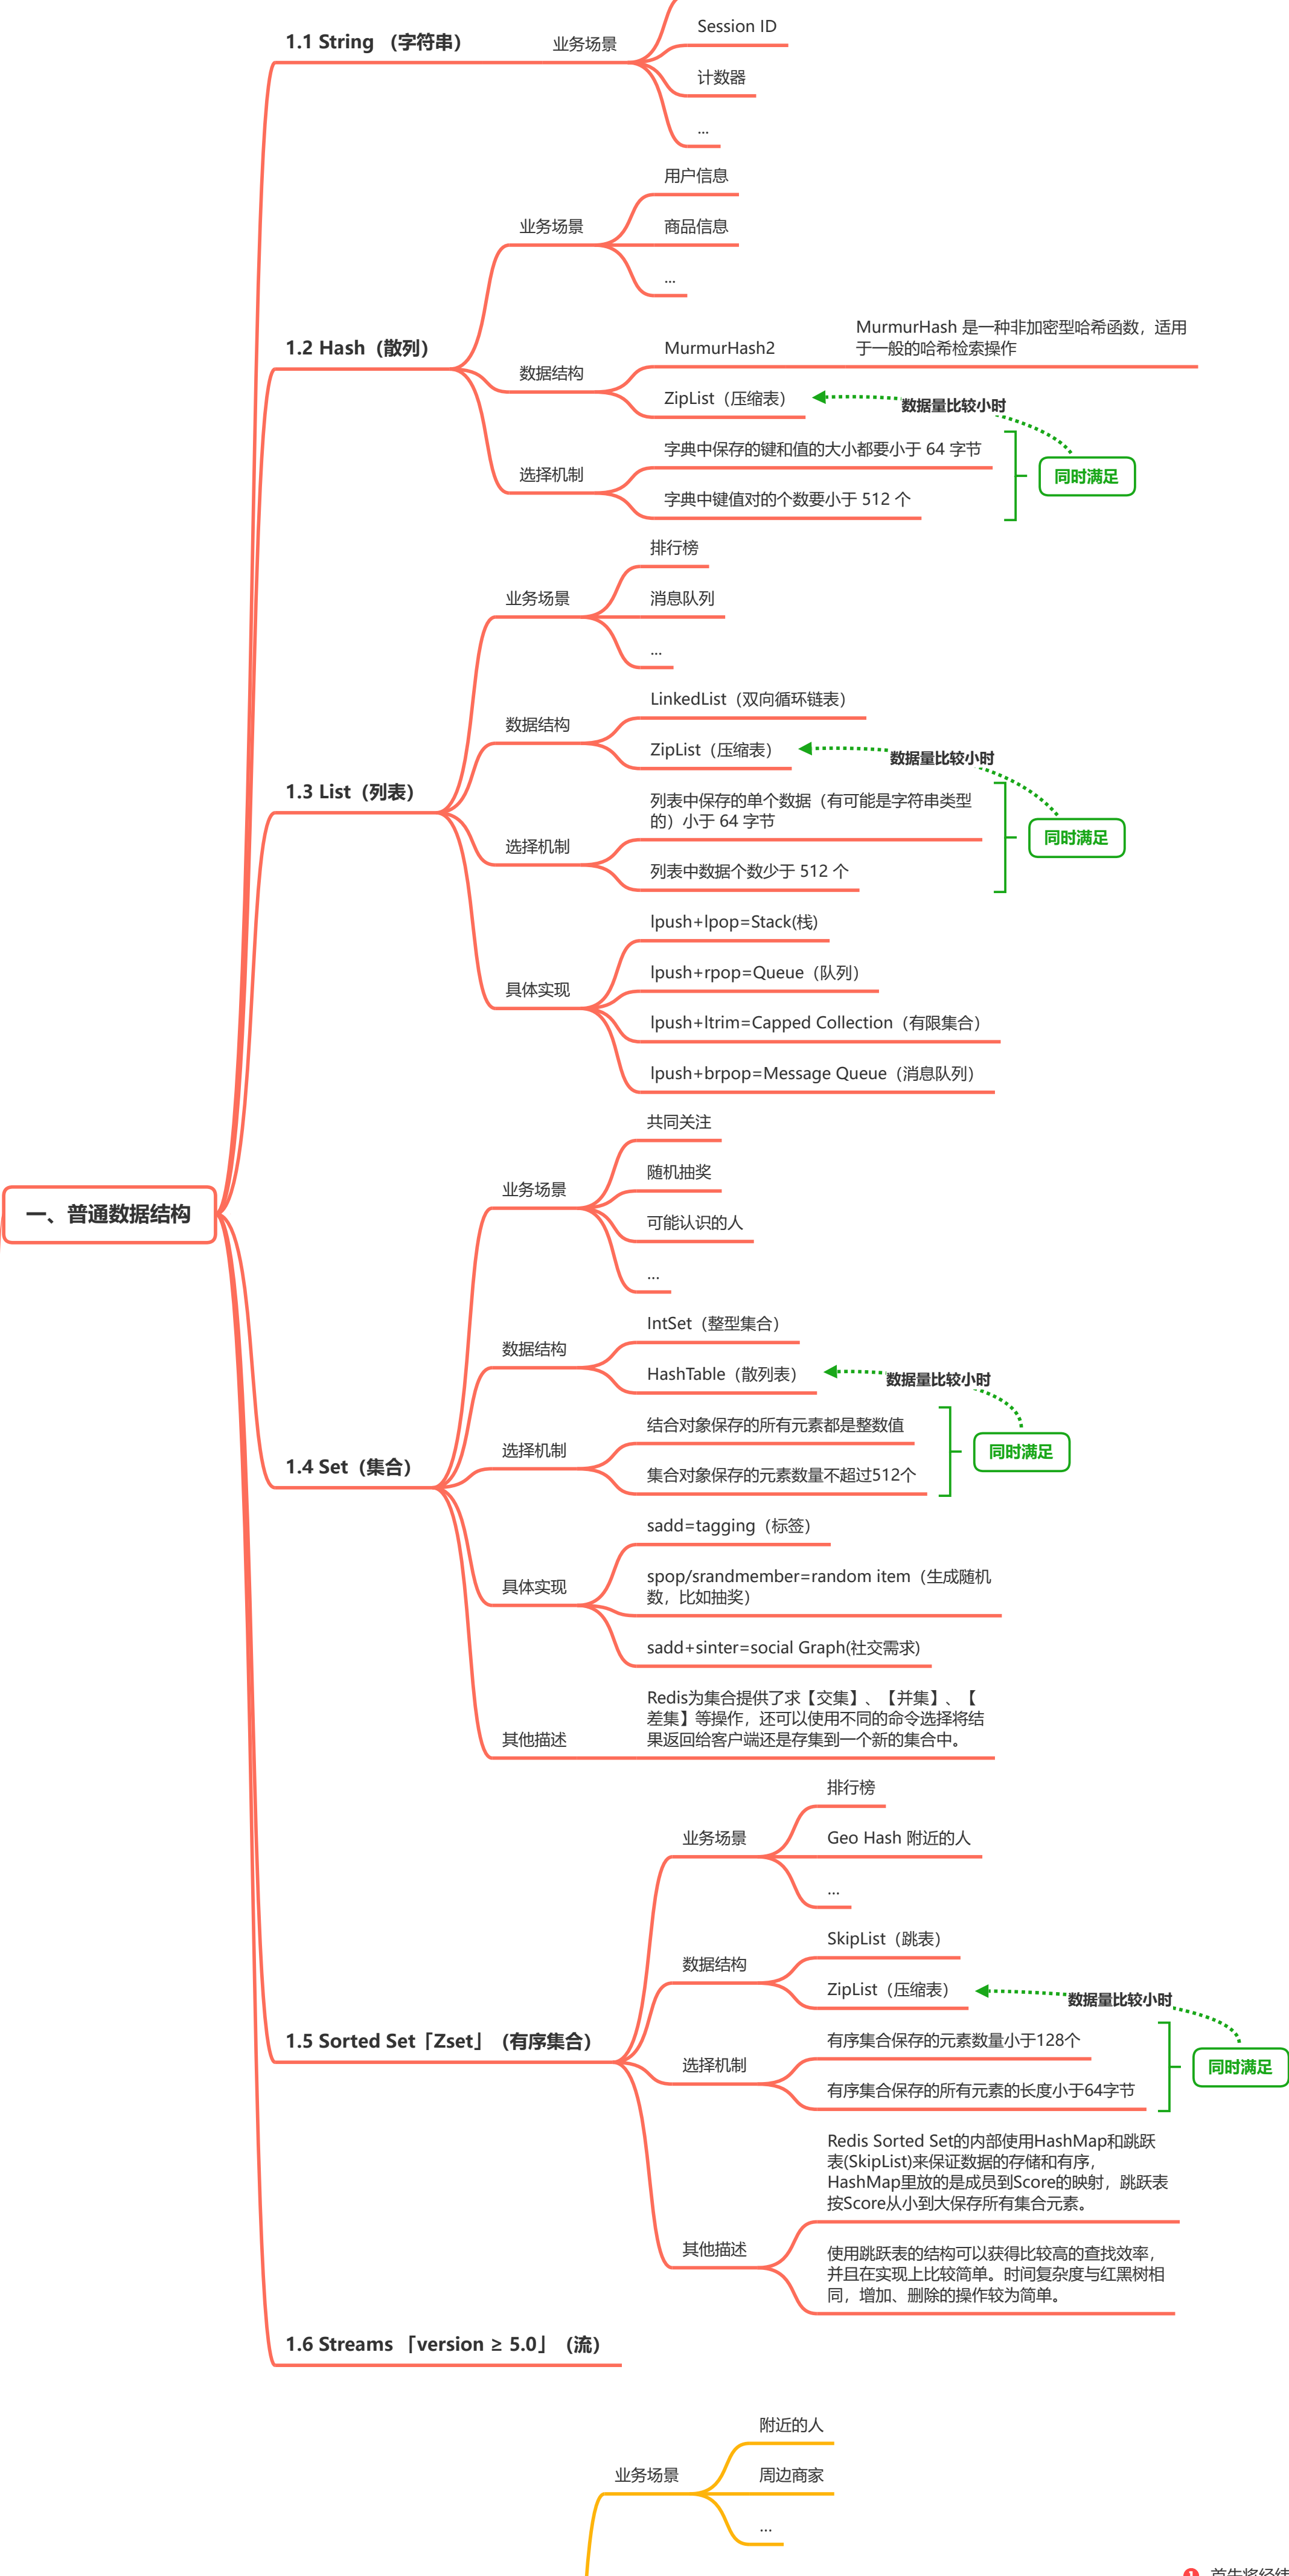 Session ID
1.1 String （字符串）
业务场景
计数器
...
用户信息
业务场景
商品信息
...
MurmurHash 是一种非加密型哈希函数，适用
于一般的哈希检索操作
1.2 Hash（散列）
MurmurHash2
数据结构
ZipList（压缩表）
数据量比较小时
字典中保存的键和值的大小都要小于 64 字节
选择机制
同时满足
字典中键值对的个数要小于 512 个
排行榜
业务场景
消息队列
...
LinkedList（双向循环链表）
数据结构
ZipList（压缩表）
数据量比较小时
1.3 List（列表）
列表中保存的单个数据（有可能是字符串类型
的）小于 64 字节
同时满足
选择机制
列表中数据个数少于 512 个
lpush+lpop=Stack(栈)
lpush+rpop=Queue（队列）
具体实现
lpush+ltrim=Capped Collection（有限集合）
lpush+brpop=Message Queue（消息队列）
共同关注
随机抽奖
业务场景
一、普通数据结构
可能认识的人
...
IntSet（整型集合）
数据结构
HashTable（散列表）
数据量比较小时
结合对象保存的所有元素都是整数值
选择机制
同时满足
1.4 Set（集合）
集合对象保存的元素数量不超过512个
sadd=tagging（标签）
spop/srandmember=random item（生成随机
数，比如抽奖）
具体实现
sadd+sinter=social Graph(社交需求)
Redis为集合提供了求【交集】、【并集】、【
差集】等操作，还可以使用不同的命令选择将结
果返回给客户端还是存集到一个新的集合中。
其他描述
排行榜
业务场景
Geo Hash 附近的人
...
SkipList（跳表）
数据结构
ZipList（压缩表）
数据量比较小时
1.5 Sorted Set「Zset」（有序集合）
有序集合保存的元素数量小于128个
选择机制
同时满足
有序集合保存的所有元素的长度小于64字节
Redis Sorted Set的内部使用HashMap和跳跃
表(SkipList)来保证数据的存储和有序，
HashMap里放的是成员到Score的映射，跳跃表
按Score从小到大保存所有集合元素。
其他描述
使用跳跃表的结构可以获得比较高的查找效率，
并且在实现上比较简单。时间复杂度与红黑树相
同，增加、删除的操作较为简单。
1.6 Streams 「version ≥ 5.0」（流）
附近的人
业务场景
周边商家
...